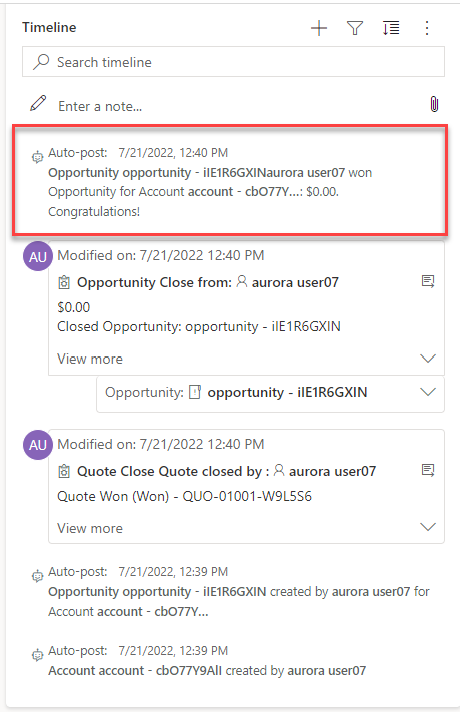 Timeline
Search timeline
Enter a note...
Auto-post: 7/21/2022, 12:40 PM
Opportunity opportunity - iIE1R6GXINaurora user07 won
Opportunity for Account account - cbO77Y...: $0.00.
Congratulations!
AU
Modified on: 7/21/2022 12:40 PM
Opportunity Close from: aurora user07
$0.00
Closed Opportunity: opportunity - iIE1R6GXIN
View more
Opportunity: opportunity - iIE1R6GXIN
AU
Modified on: 7/21/2022 12:40 PM
Quote Close Quote closed by : aurora user07
Quote Won (Won) - QUO-01001-W9L5S6
View more
Auto-post: 7/21/2022, 12:39 PM
Opportunity opportunity - iIE1R6GXIN created by aurora user07 for
Account account - cbO77Y...
Auto-post: 7/21/2022, 12:39 PM
Account account - cbO77Y9AlI created by aurora user07